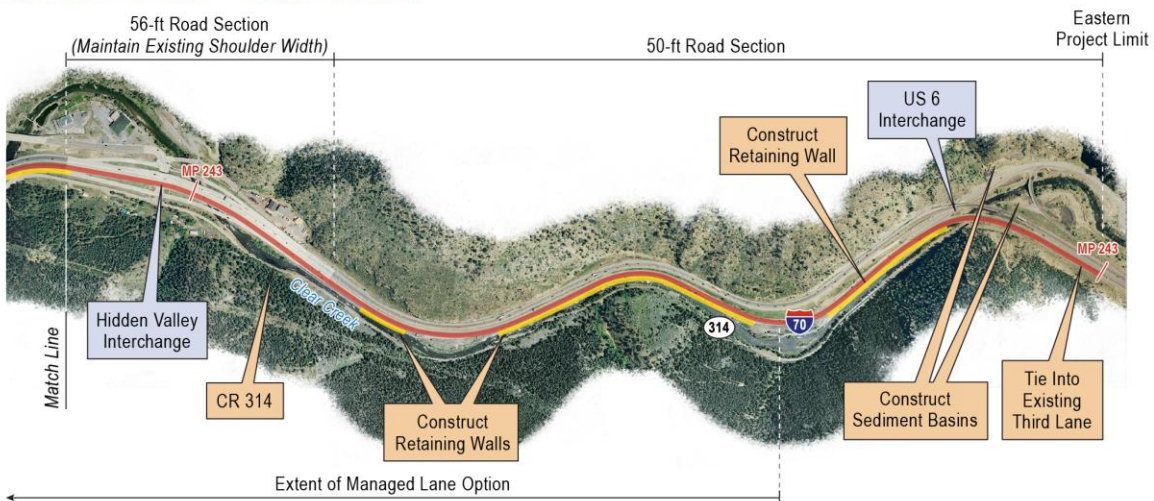 56-ft Road Section
(Maintain Existing Shoulder Width)
50-ft Road Section
Eastern
Project Limit
US 6
Interchange
Construct
Retaining Wall
MP 243
MP 243
Clear Creek
Hidden Valley
Interchange
Match Line
CR 314
Construct
Retaining Walls
314
70
Construct
Sediment Basins
Tie Into
Existing
Third Lane
Extent of Managed Lane Option